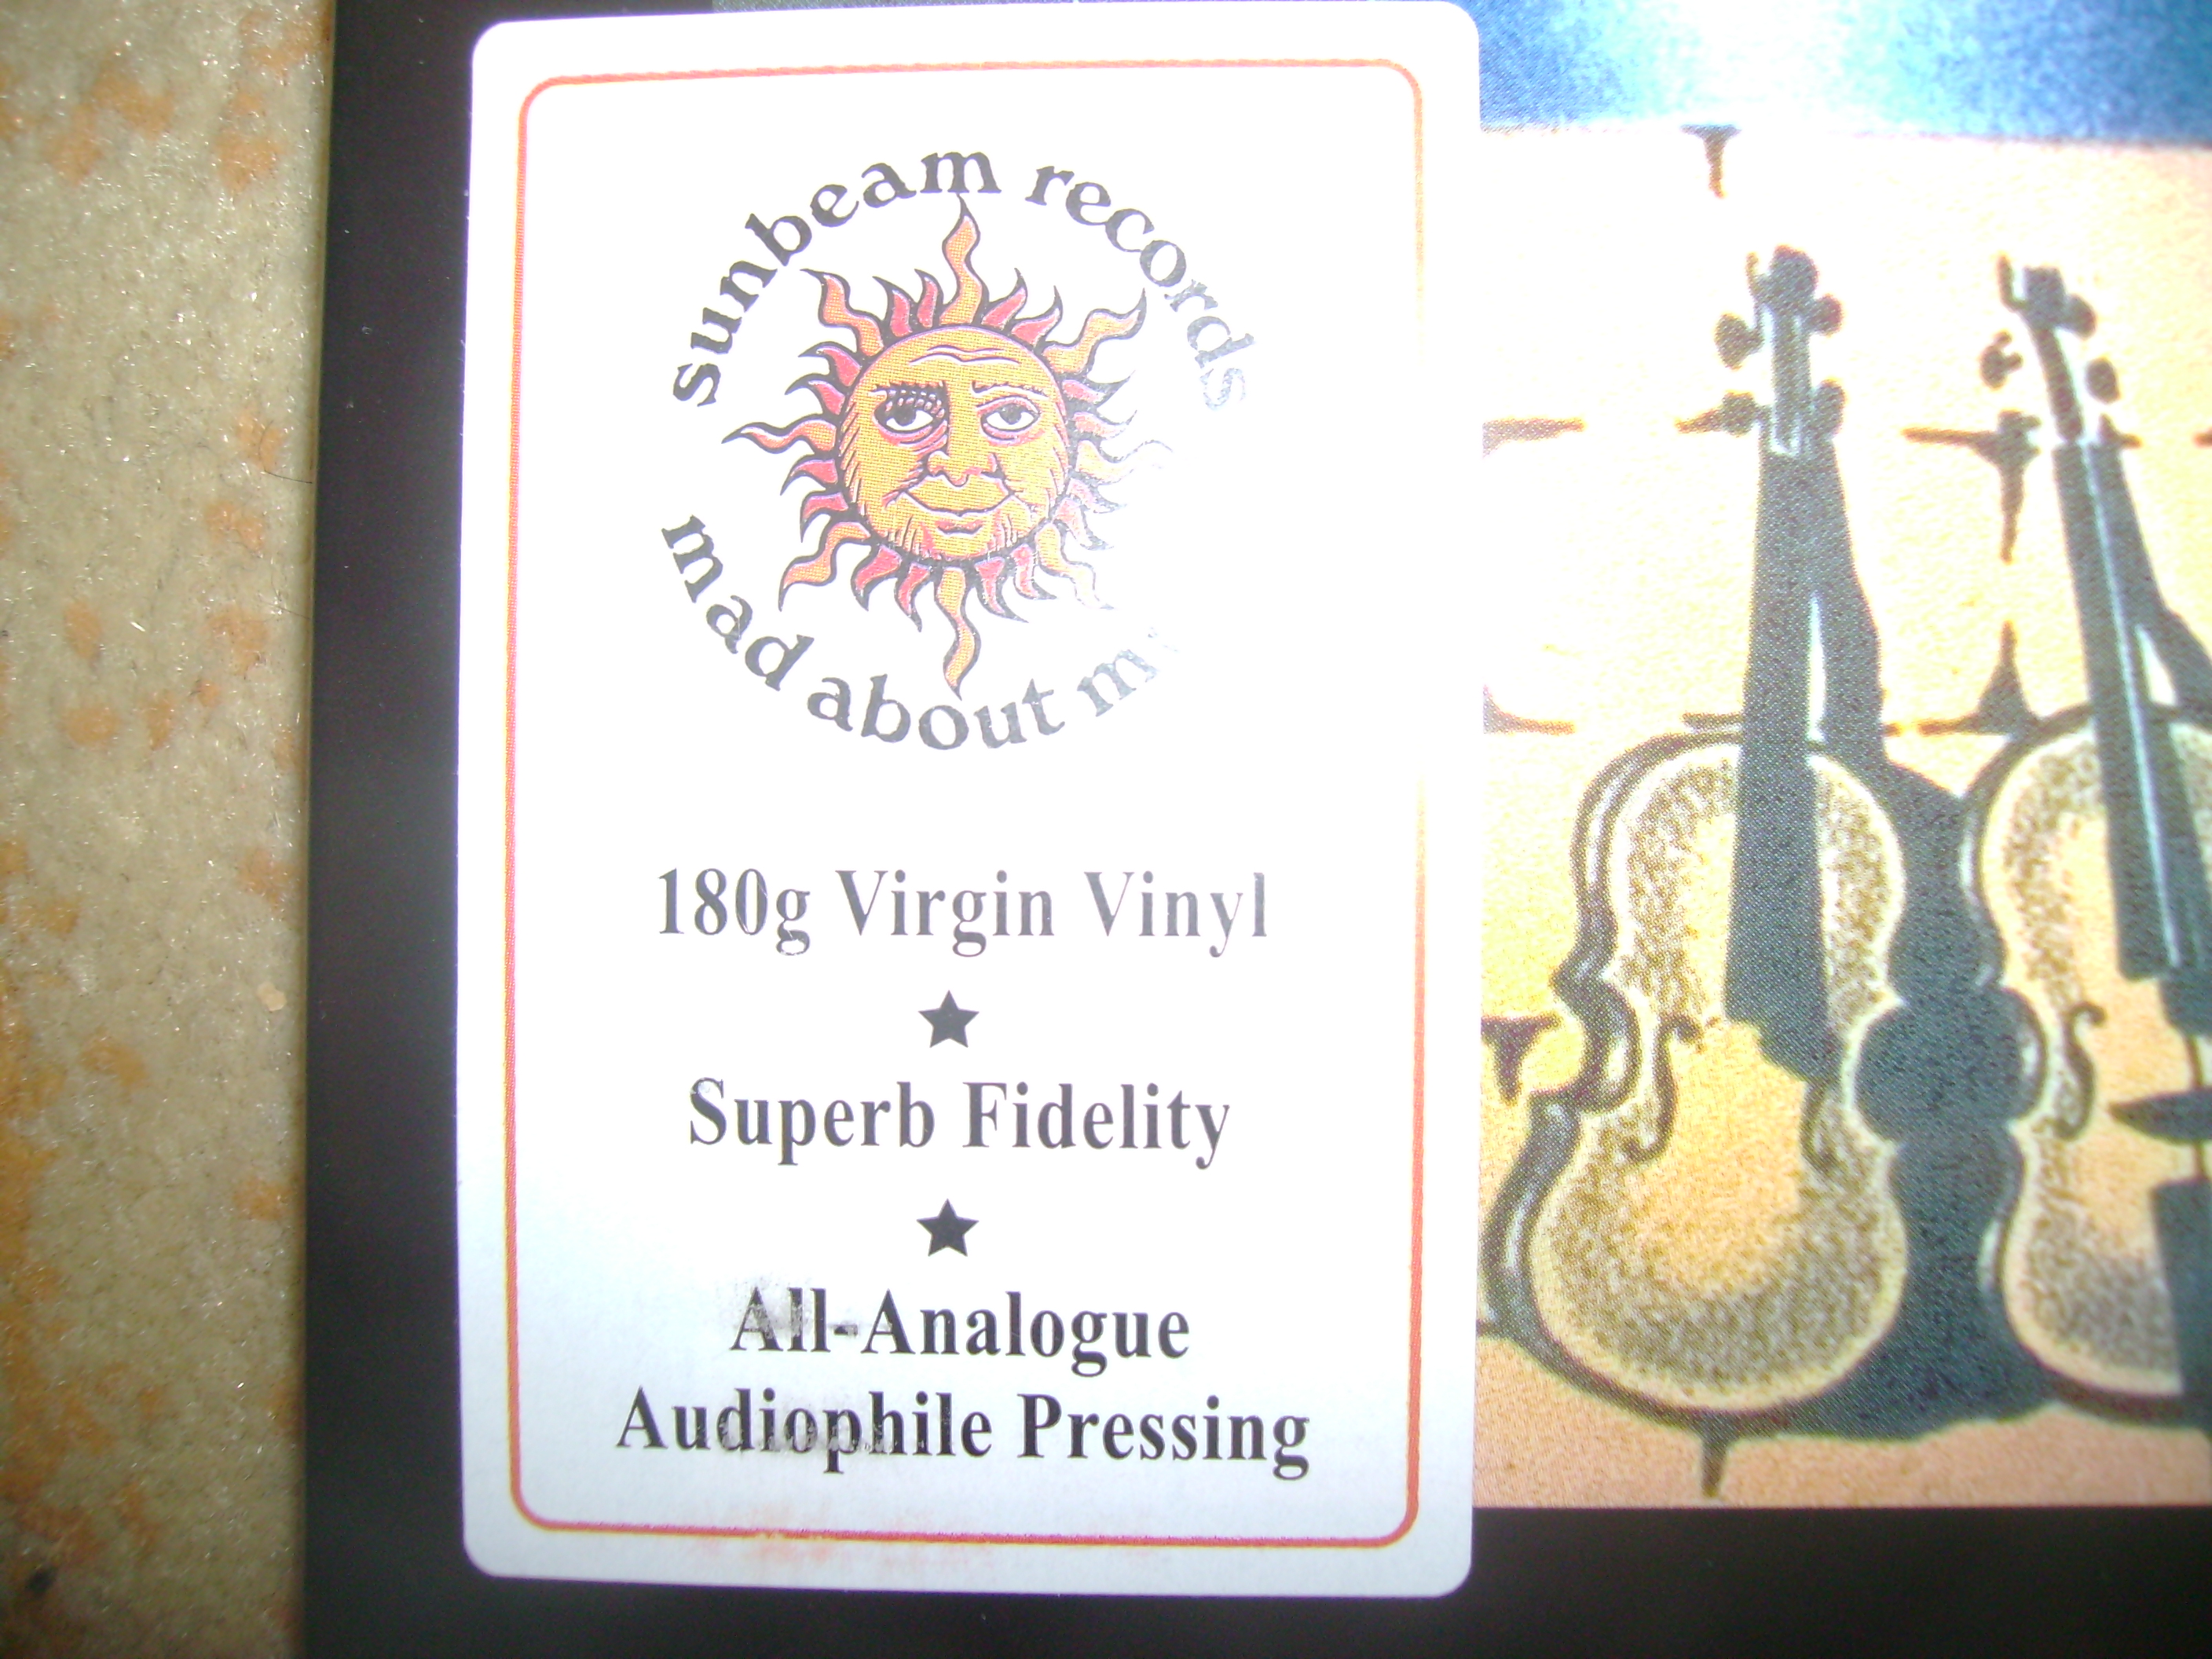 sunbeam records
mad about
180g Virgin Vinyl
Superb Fidelity
All-Analogue
Audiophile Pressing